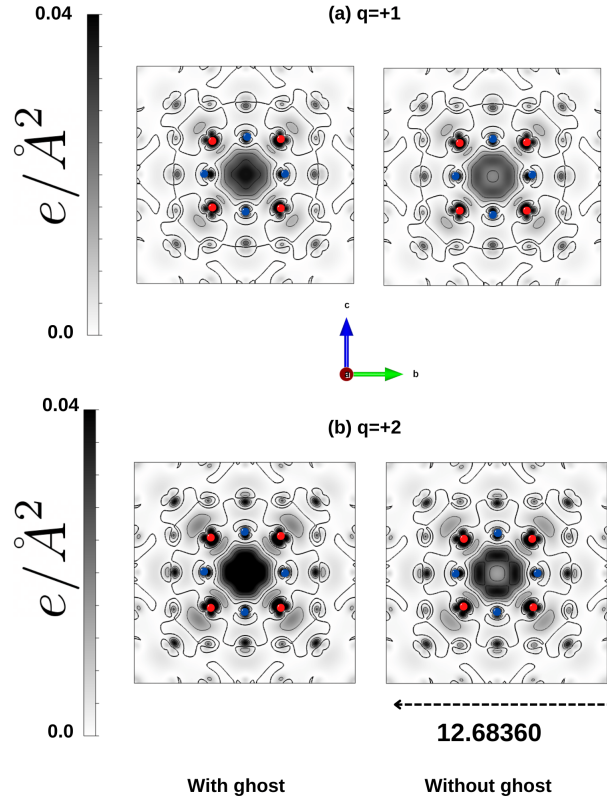 0.04
(a) q=+1
e/Å²
0.0
c
a
b
0.04
(b) q=+2
e/Å²
0.0
12.68360
With ghost
Without ghost